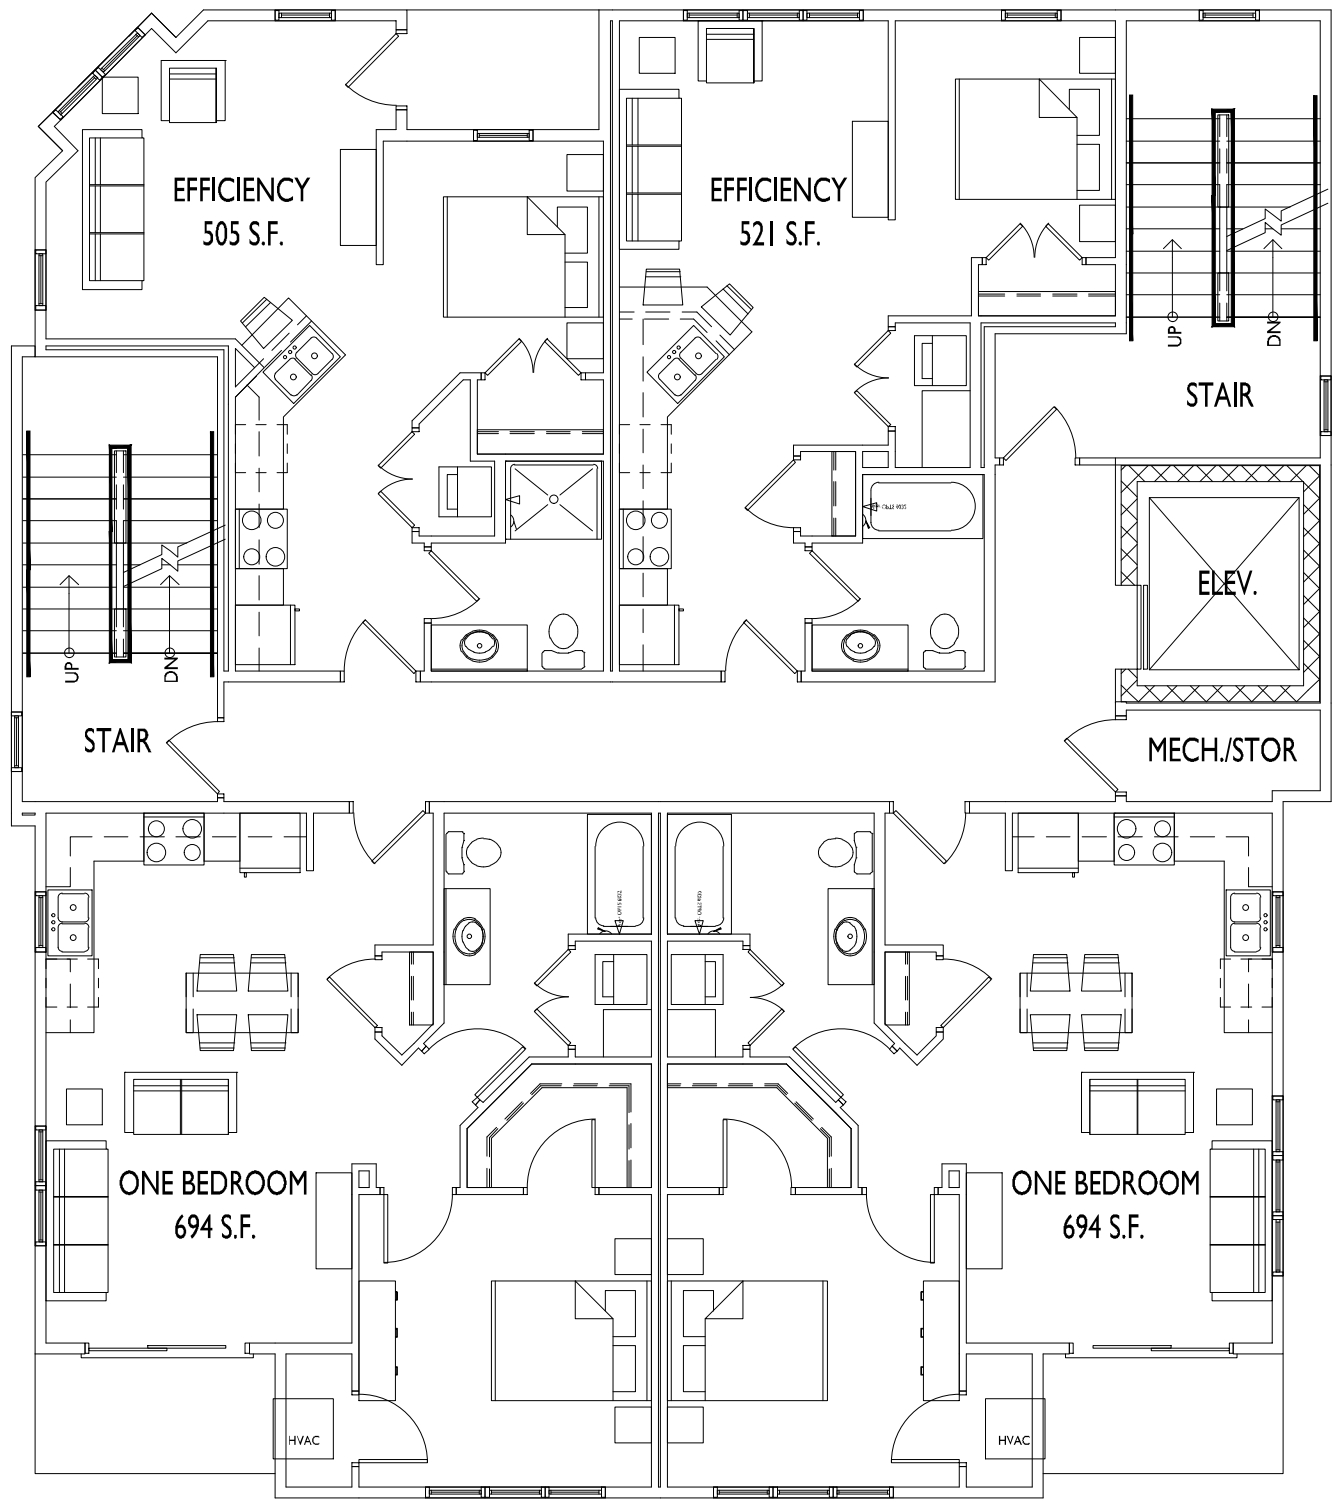 EFFICIENCY
505 S.F.
EFFICIENCY
521 S.F.
UP
DN
STAIR
ELEV.
UP
DN
STAIR
MECH./STOR
ONE BEDROOM
694 S.F.
ONE BEDROOM
694 S.F.
HVAC
HVAC